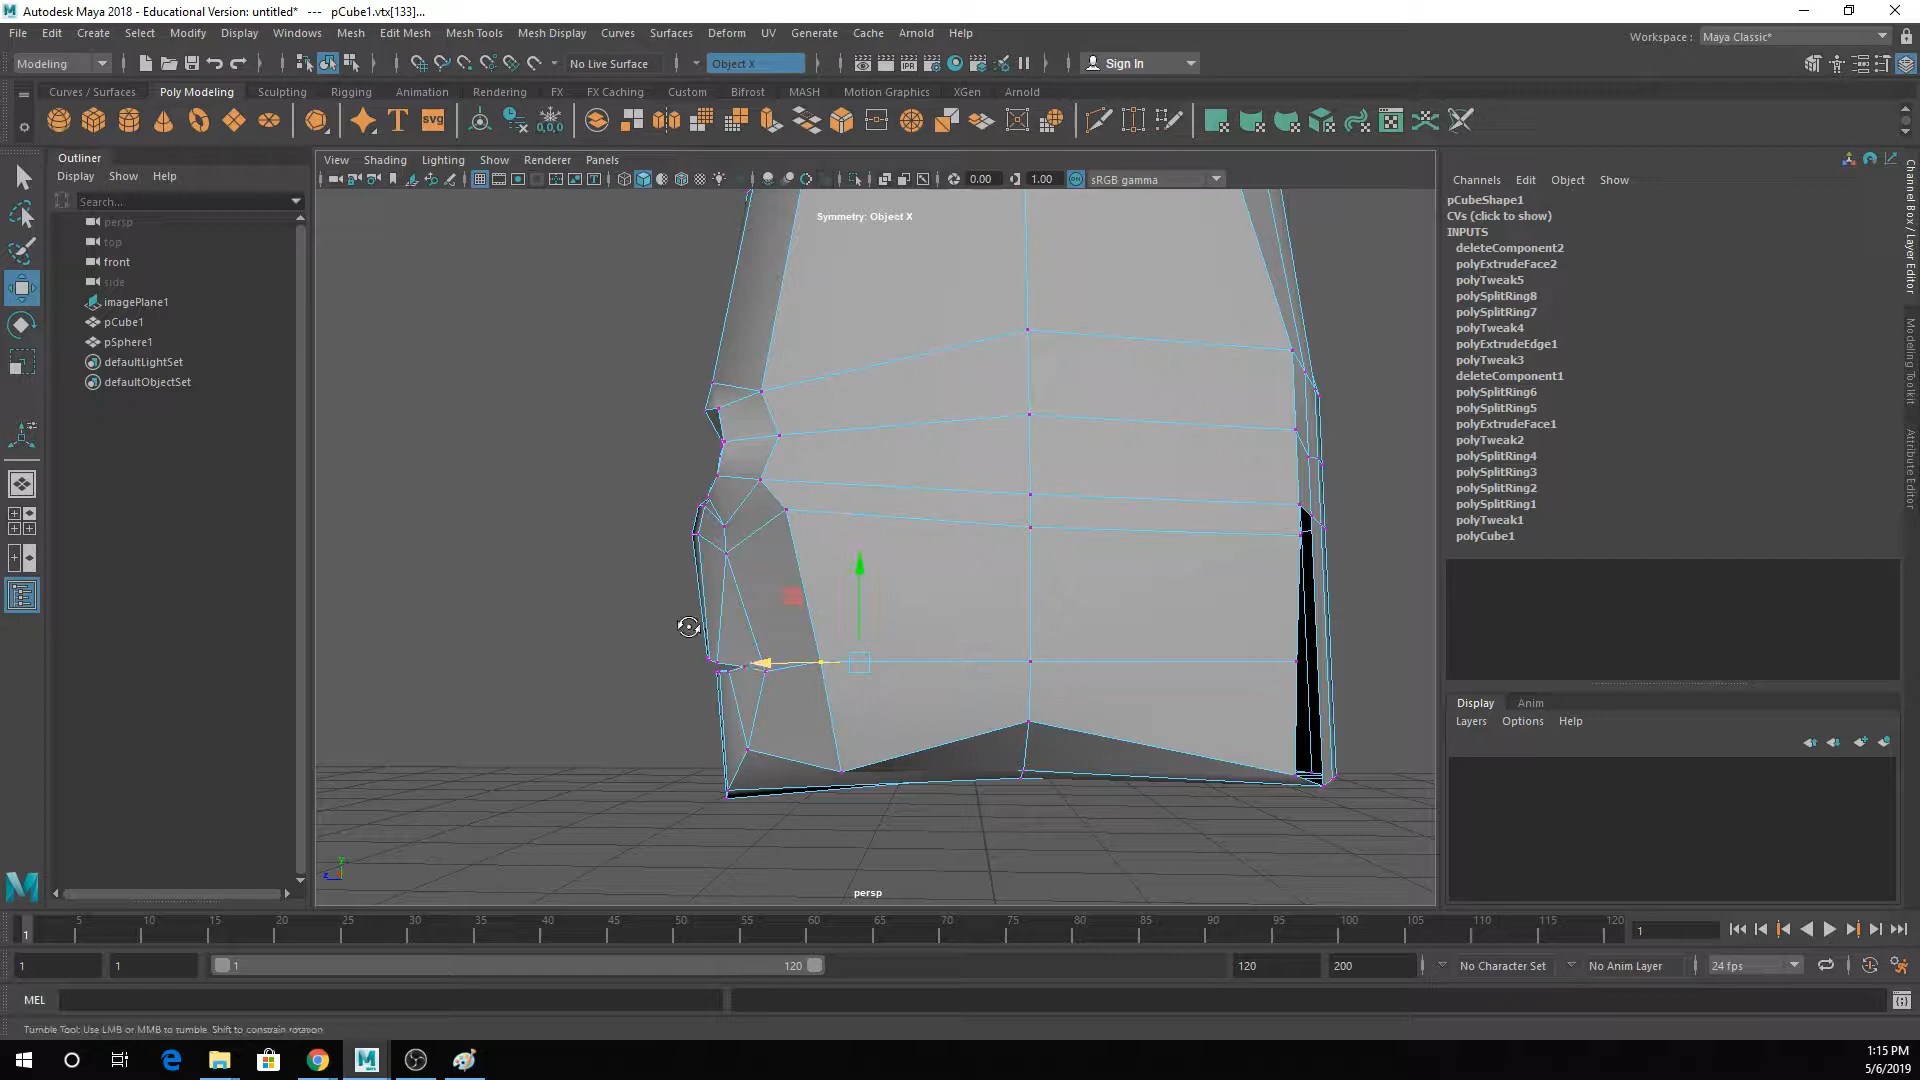 Autodesk Maya 2018 - Educational Version: untitled*   ---   pCube1.vtx[133]...
File Edit Create Select Modify Display Windows Mesh Edit Mesh Mesh Tools Mesh Display Curves Surfaces Deform UV Generate Cache Arnold Help
Workspace : Maya Classic*
Modeling No Live Surface Object X Sign In
Curves / Surfaces Poly Modeling Sculpting Rigging Animation Rendering FX FX Caching Custom Bifrost MASH Motion Graphics XGen Arnold
Outliner
Display Show Help
Search...
persp
top
front
side
imagePlane1
pCube1
pSphere1
defaultLightSet
defaultObjectSet
View Shading Lighting Show Renderer Panels
0.00 1.00 sRGB gamma
Symmetry: Object X
persp
Channels Edit Object Show
pCubeShape1
CVs (click to show)
INPUTS
deleteComponent2
polyExtrudeFace2
polyTweak5
polySplitRing8
polySplitRing7
polyTweak4
polyExtrudeEdge1
polyTweak3
deleteComponent1
polySplitRing6
polySplitRing5
polyExtrudeFace1
polyTweak2
polySplitRing4
polySplitRing3
polySplitRing2
polySplitRing1
polyTweak1
polyCube1
Channel Box / Layer Editor
Modeling Toolkit
Attribute Editor
Display Anim
Layers Options Help
5 10 15 20 25 30 35 40 45 50 55 60 65 70 75 80 85 90 95 100 105 110 115 120
1 1
1 1 1 120 120 200 No Character Set No Anim Layer 24 fps
MEL
Tumble Tool: Use LMB or MMB to tumble. Shift to constrain rotation
1:15 PM
5/6/2019